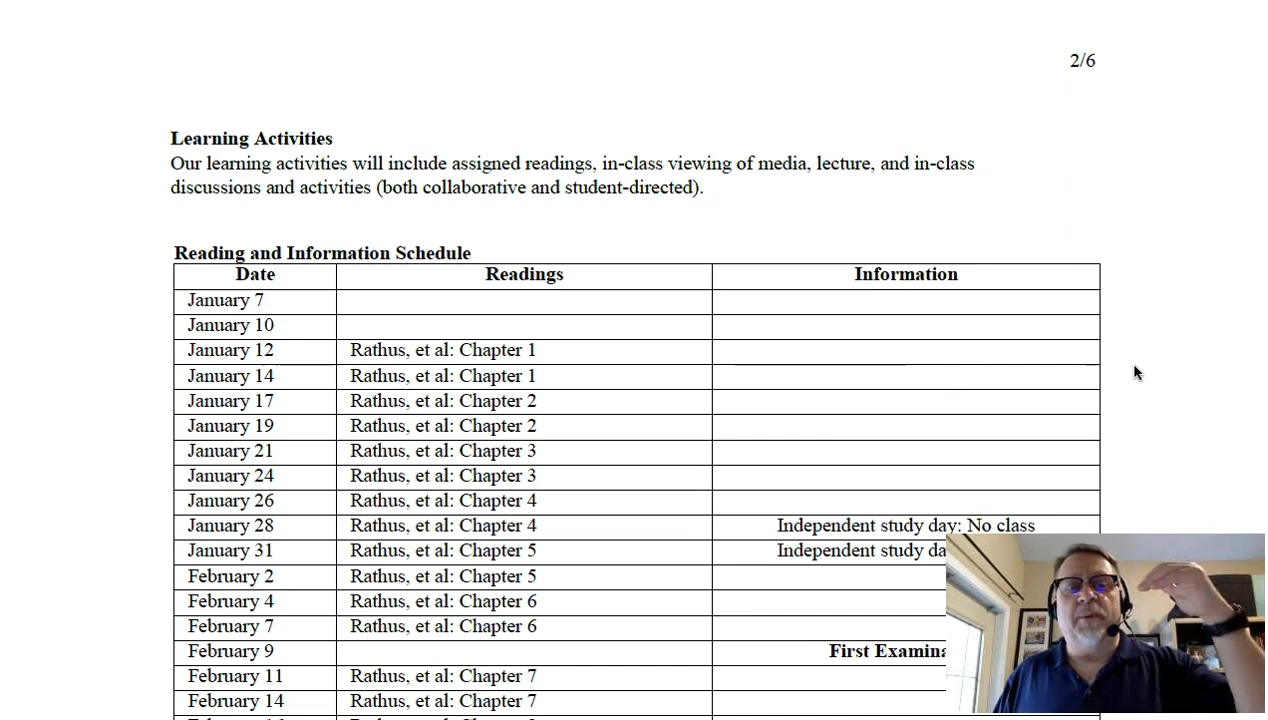 2/6
Learning Activities
Our learning activities will include assigned readings, in-class viewing of media, lecture, and in-class
discussions and activities (both collaborative and student-directed).
Reading and Information Schedule
Date Readings Information
January 7
January 10
January 12 Rathus, et al: Chapter 1
January 14 Rathus, et al: Chapter 1
January 17 Rathus, et al: Chapter 2
January 19 Rathus, et al: Chapter 2
January 21 Rathus, et al: Chapter 3
January 24 Rathus, et al: Chapter 3
January 26 Rathus, et al: Chapter 4
January 28 Rathus, et al: Chapter 4 Independent study day: No class
January 31 Rathus, et al: Chapter 5 Independent study
February 2 Rathus, et al: Chapter 5
February 4 Rathus, et al: Chapter 6
February 7 Rathus, et al: Chapter 6
February 9 First
February 11 Rathus, et al: Chapter 7
February 14 Rathus, et al: Chapter 7